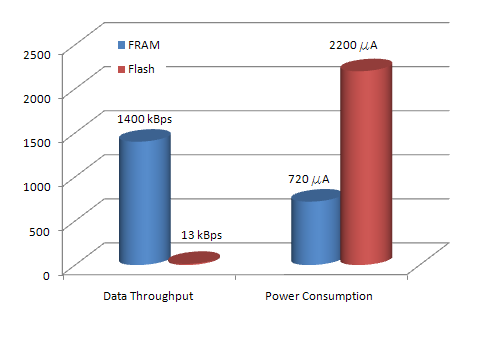 2500
2000
1500
1000
500
0
FRAM
Flash
1400 kBps
13 kBps
720 μA
2200 μA
Data Throughput
Power Consumption